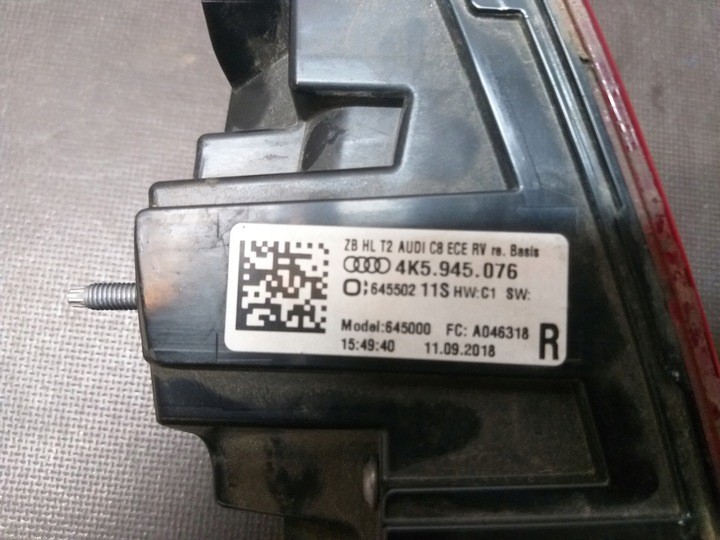 ZB HL T2 AUDI C8 ECE RV re. Basis
4K5.945.076
645502 11S HW:C1 SW:
Model:645000 FC: A046318
15:49:40 11.09.2018 R